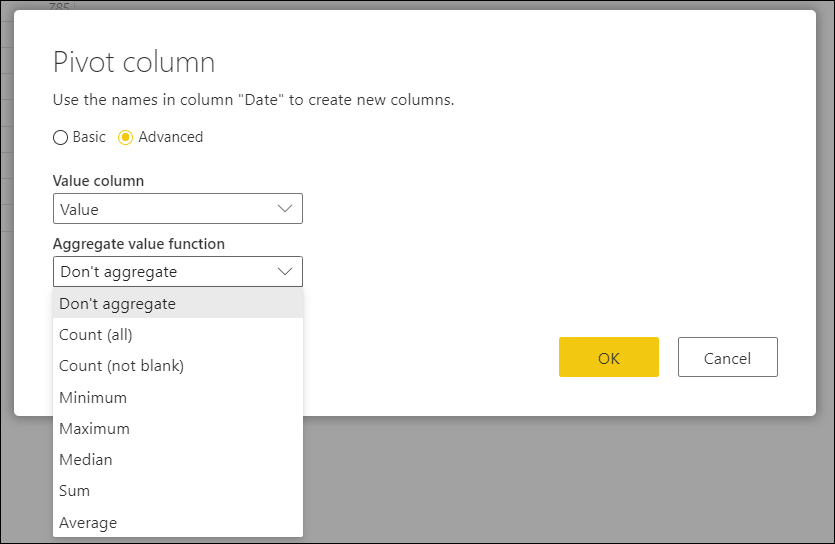 785
Pivot column
Use the names in column "Date" to create new columns.
Basic Advanced
Value column
Value
Aggregate value function
Don't aggregate
Don't aggregate
Count (all)
Count (not blank)
Minimum
Maximum
Median
Sum
Average
OK Cancel